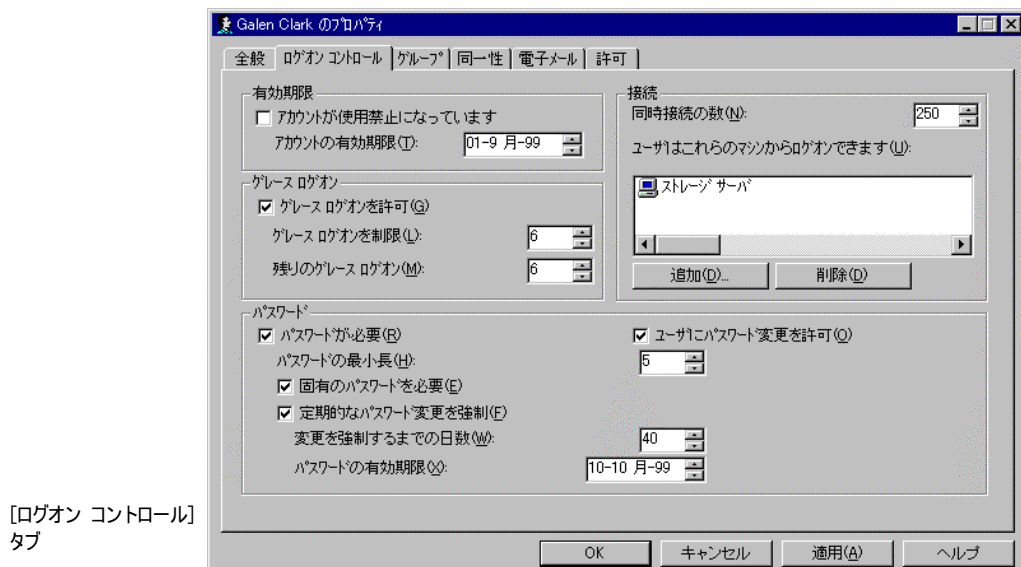 Galen Clark のﾌﾟﾛﾊﾟﾃｨ
全般 ﾛｸﾞｵﾝ ｺﾝﾄﾛｰﾙ ｸﾞﾙｰﾌﾟ 同一性 電子ﾒｰﾙ 許可
有効期限
ｱｶｳﾝﾄが使用禁止になっています
ｱｶｳﾝﾄの有効期限(T): 01-9 月-99
ｸﾞﾚｰｽ ﾛｸﾞｵﾝ
ｸﾞﾚｰｽ ﾛｸﾞｵﾝを許可(G)
ｸﾞﾚｰｽ ﾛｸﾞｵﾝを制限(L): 6
残りのｸﾞﾚｰｽ ﾛｸﾞｵﾝ(M): 6
接続
同時接続の数(N): 250
ﾕｰｻﾞはこれらのﾏｼﾝからﾛｸﾞｵﾝできます(U):
ｽﾄﾚｰｼﾞ ｻｰﾊﾞ
追加(D)... 削除(D)
ﾊﾟｽﾜｰﾄﾞ
ﾊﾟｽﾜｰﾄﾞが必要(R) ﾕｰｻﾞにﾊﾟｽﾜｰﾄﾞ変更を許可(O)
ﾊﾟｽﾜｰﾄﾞの最小長(H): 5
固有のﾊﾟｽﾜｰﾄﾞを必要(E)
定期的なﾊﾟｽﾜｰﾄﾞ変更を強制(F)
変更を強制するまでの日数(W): 40
ﾊﾟｽﾜｰﾄﾞの有効期限(X): 10-10 月-99
[ログオン コントロール]
タブ
OK キャンセル 適用(A) ヘルプ